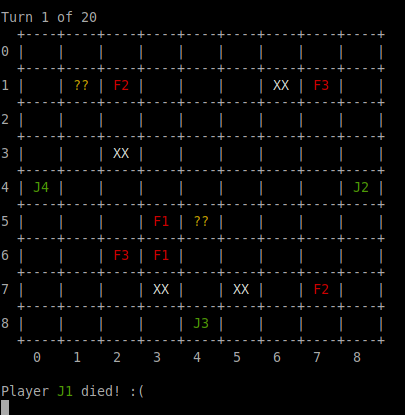 Turn 1 of 20
+----+----+----+----+----+----+----+----+----+
0 |    |    |    |    |    |    |    |    |    |
+----+----+----+----+----+----+----+----+----+
1 |    | ?? | F2 |    |    |    | XX | F3 |    |
+----+----+----+----+----+----+----+----+----+
2 |    |    |    |    |    |    |    |    |    |
+----+----+----+----+----+----+----+----+----+
3 |    |    | XX |    |    |    |    |    |    |
+----+----+----+----+----+----+----+----+----+
4 | J4 |    |    |    |    |    |    |    | J2 |
+----+----+----+----+----+----+----+----+----+
5 |    |    |    | F1 | ?? |    |    |    |    |
+----+----+----+----+----+----+----+----+----+
6 |    |    | F3 | F1 |    |    |    |    |    |
+----+----+----+----+----+----+----+----+----+
7 |    |    |    | XX |    | XX |    | F2 |    |
+----+----+----+----+----+----+----+----+----+
8 |    |    |    |    | J3 |    |    |    |    |
+----+----+----+----+----+----+----+----+----+
0 1 2 3 4 5 6 7 8
Player J1 died! :(